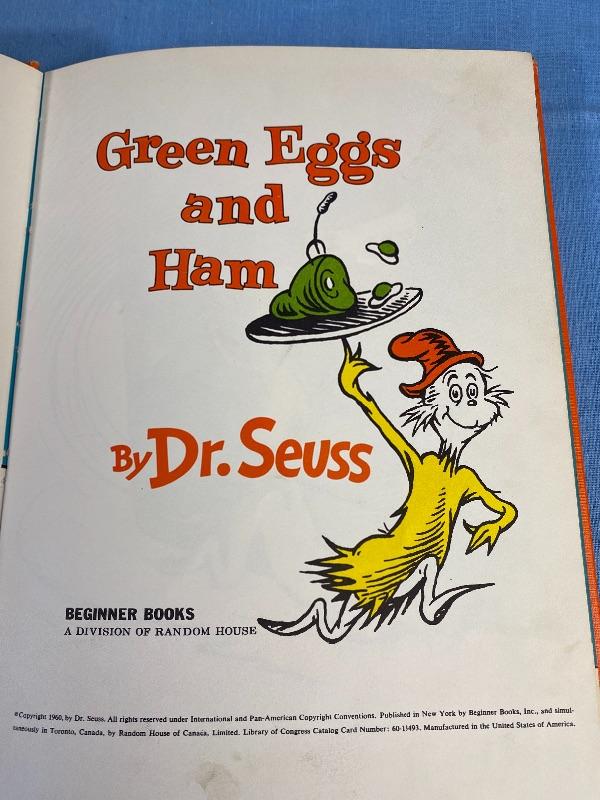 Green Eggs
and
Ham
By Dr. Seuss
BEGINNER BOOKS
A DIVISION OF RANDOM HOUSE
©Copyright 1960, by Dr. Seuss. All rights reserved under International and Pan-American Copyright Conventions. Published in New York by Beginner Books, Inc., and simul-
taneously in Toronto, Canada, by Random House of Canada, Limited. Library of Congress Catalog Card Number: 60-13493. Manufactured in the United States of America.